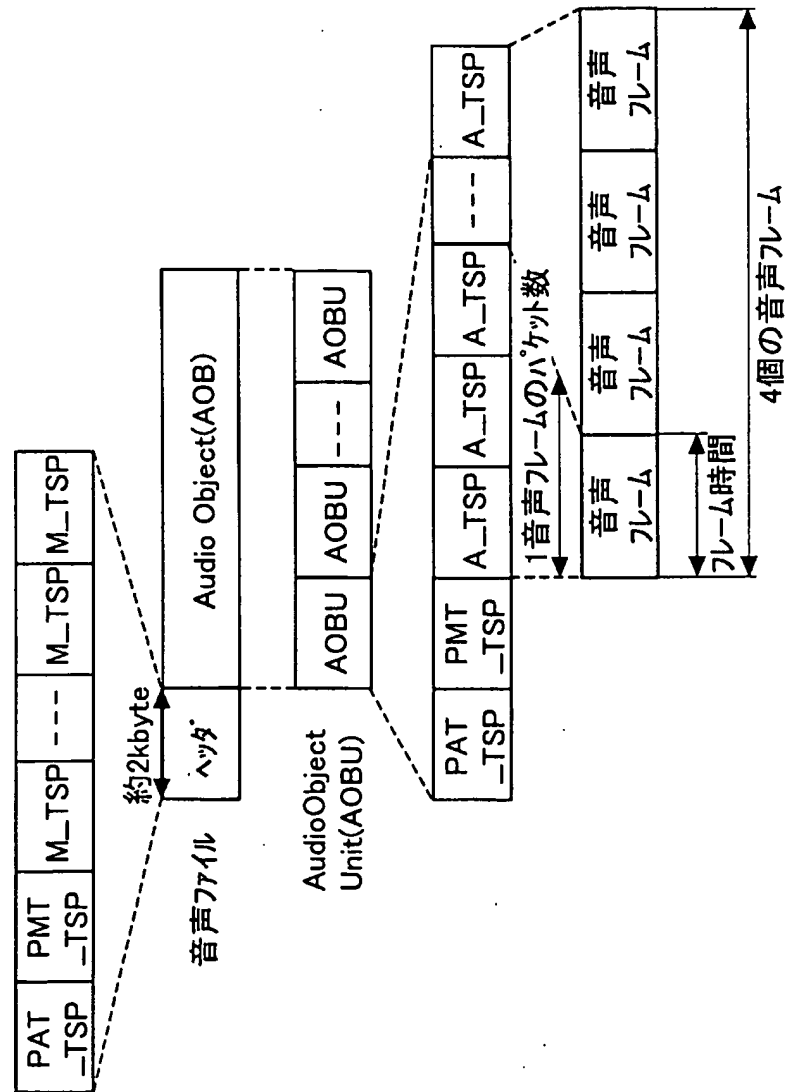 PAT
_TSP
PMT
_TSP
M_TSP
---
M_TSP
M_TSP
約2kbyte
音声ファイル
ヘッダ
Audio Object(AOB)
AudioObject
Unit(AOBU)
AOBU
AOBU
---
AOBU
PAT
_TSP
PMT
_TSP
A_TSP
A_TSP
A_TSP
---
A_TSP
1音声フレームのパケット数
音声
フレーム
音声
フレーム
音声
フレーム
音声
フレーム
フレーム時間
4個の音声フレーム